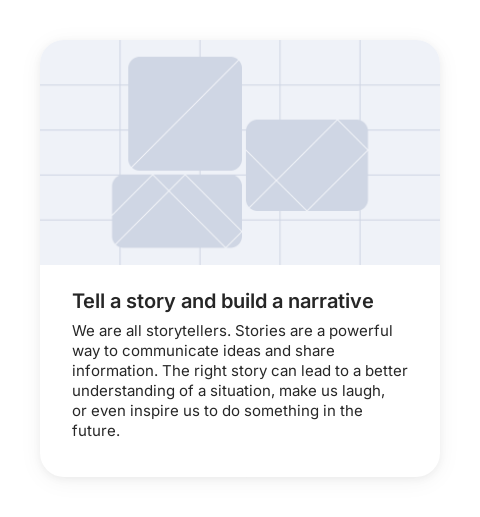 Tell a story and build a narrative
We are all storytellers. Stories are a powerful
way to communicate ideas and share
information. The right story can lead to a better
understanding of a situation, make us laugh,
or even inspire us to do something in the
future.